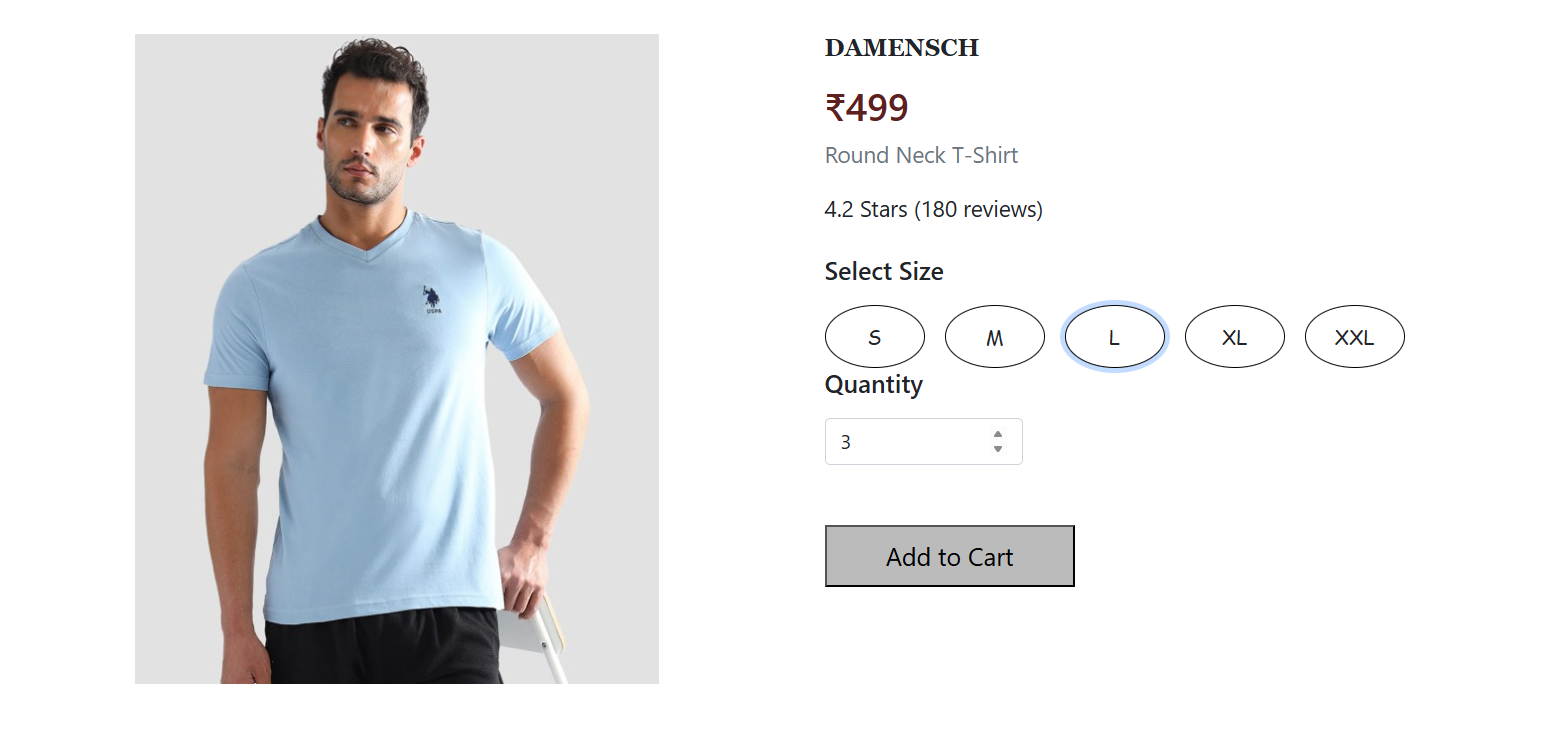 DAMENSCH
₹499
Round Neck T-Shirt
4.2 Stars (180 reviews)
Select Size
S M L XL XXL
Quantity
3
Add to Cart
USPA